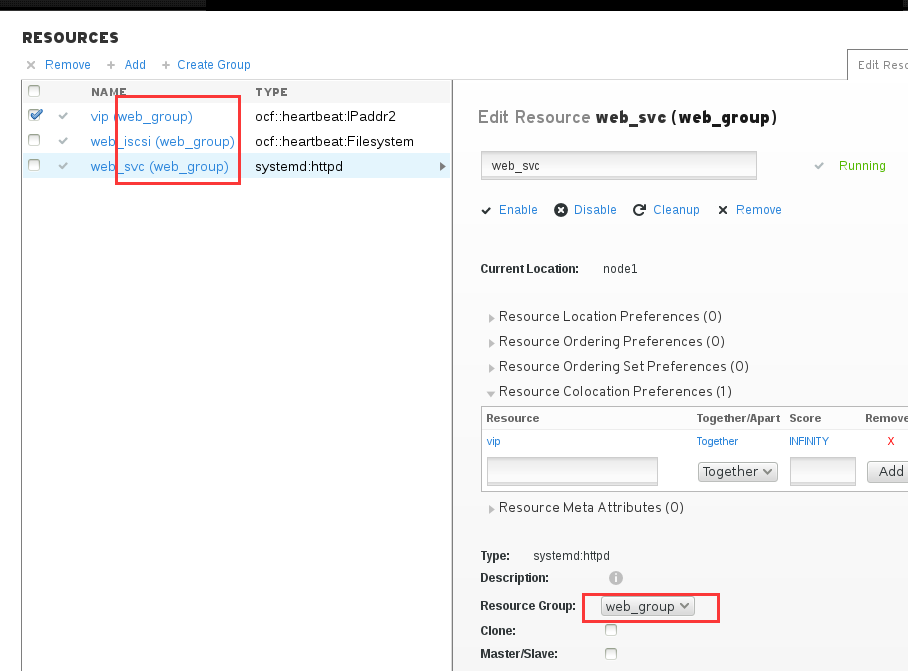 RESOURCES
Remove Add Create Group
Edit Reso
NAME TYPE
vip (web_group) ocf::heartbeat:IPaddr2
web_iscsi (web_group) ocf::heartbeat:Filesystem
web_svc (web_group) systemd:httpd
Edit Resource web_svc (web_group)
web_svc Running
Enable Disable Cleanup Remove
Current Location: node1
Resource Location Preferences (0)
Resource Ordering Preferences (0)
Resource Ordering Set Preferences (0)
Resource Colocation Preferences (1)
Resource Together/Apart Score Remove
vip Together INFINITY X
Together Add
Resource Meta Attributes (0)
Type: systemd:httpd
Description:
Resource Group: web_group
Clone:
Master/Slave: